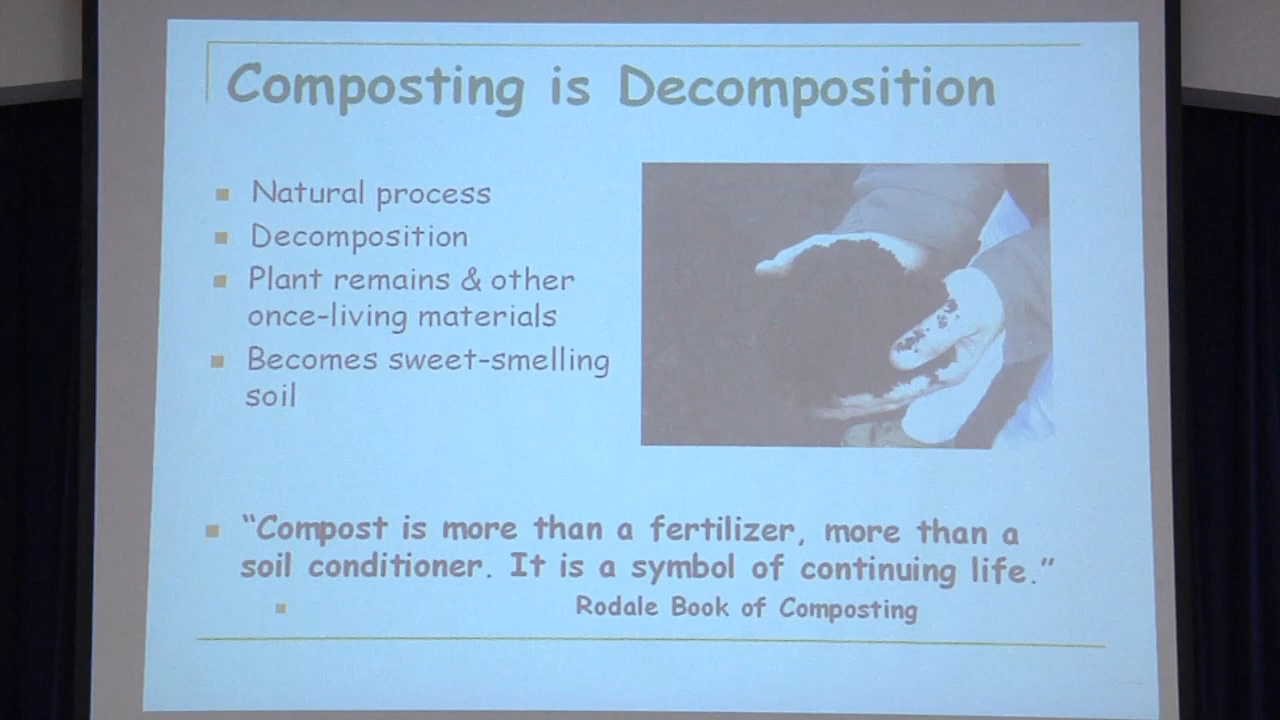 Composting is Decomposition
Natural process
Decomposition
Plant remains & other
once-living materials
Becomes sweet-smelling
soil
“Compost is more than a fertilizer, more than a
soil conditioner. It is a symbol of continuing life.”
Rodale Book of Composting